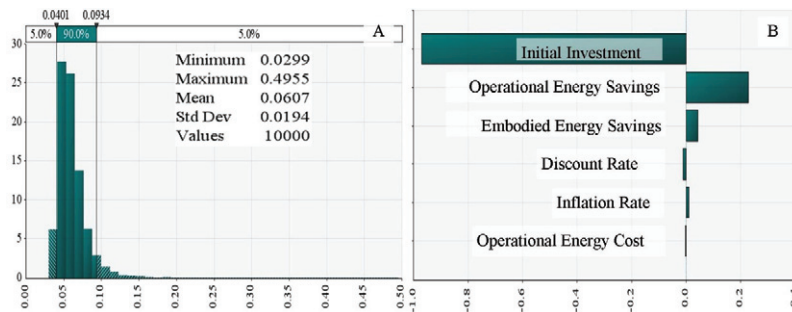 0.0401 0.0934
5.0% 90.0% 5.0%
A
30
25
20
15
10
5
0
0.00 0.05 0.10 0.15 0.20 0.25 0.30 0.35 0.40 0.45 0.50
Minimum 0.0299
Maximum 0.4955
Mean 0.0607
Std Dev 0.0194
Values 10000
B
Initial Investment
Operational Energy Savings
Embodied Energy Savings
Discount Rate
Inflation Rate
Operational Energy Cost
-1.0 -0.8 -0.6 -0.4 -0.2 0.0 0.2 0.4